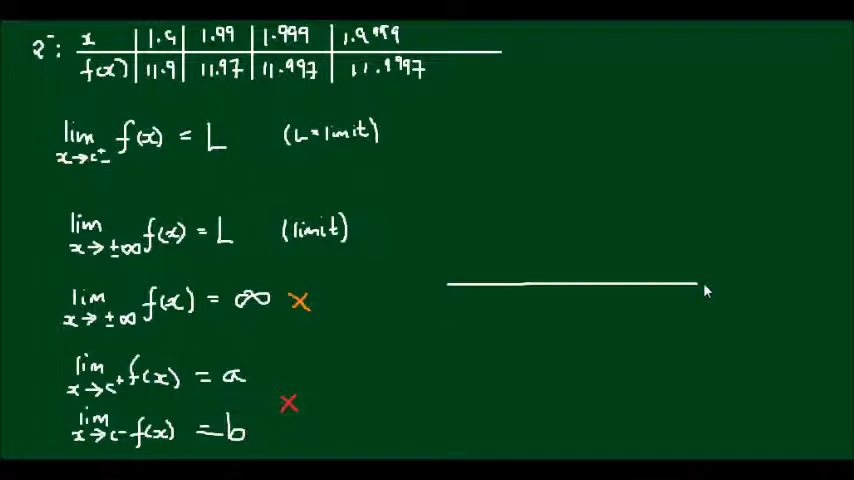 2⁻: x | 1.9 | 1.99 | 1.999 | 1.9999
f(x) | 11.9 | 11.97 | 11.997 | 11.9997
lim x→c± f(x) = L (L = limit)
lim x→±∞ f(x) = L (limit)
lim x→±∞ f(x) = ∞ ×
lim x→c⁺ f(x) = a
×
lim x→c⁻ f(x) = b